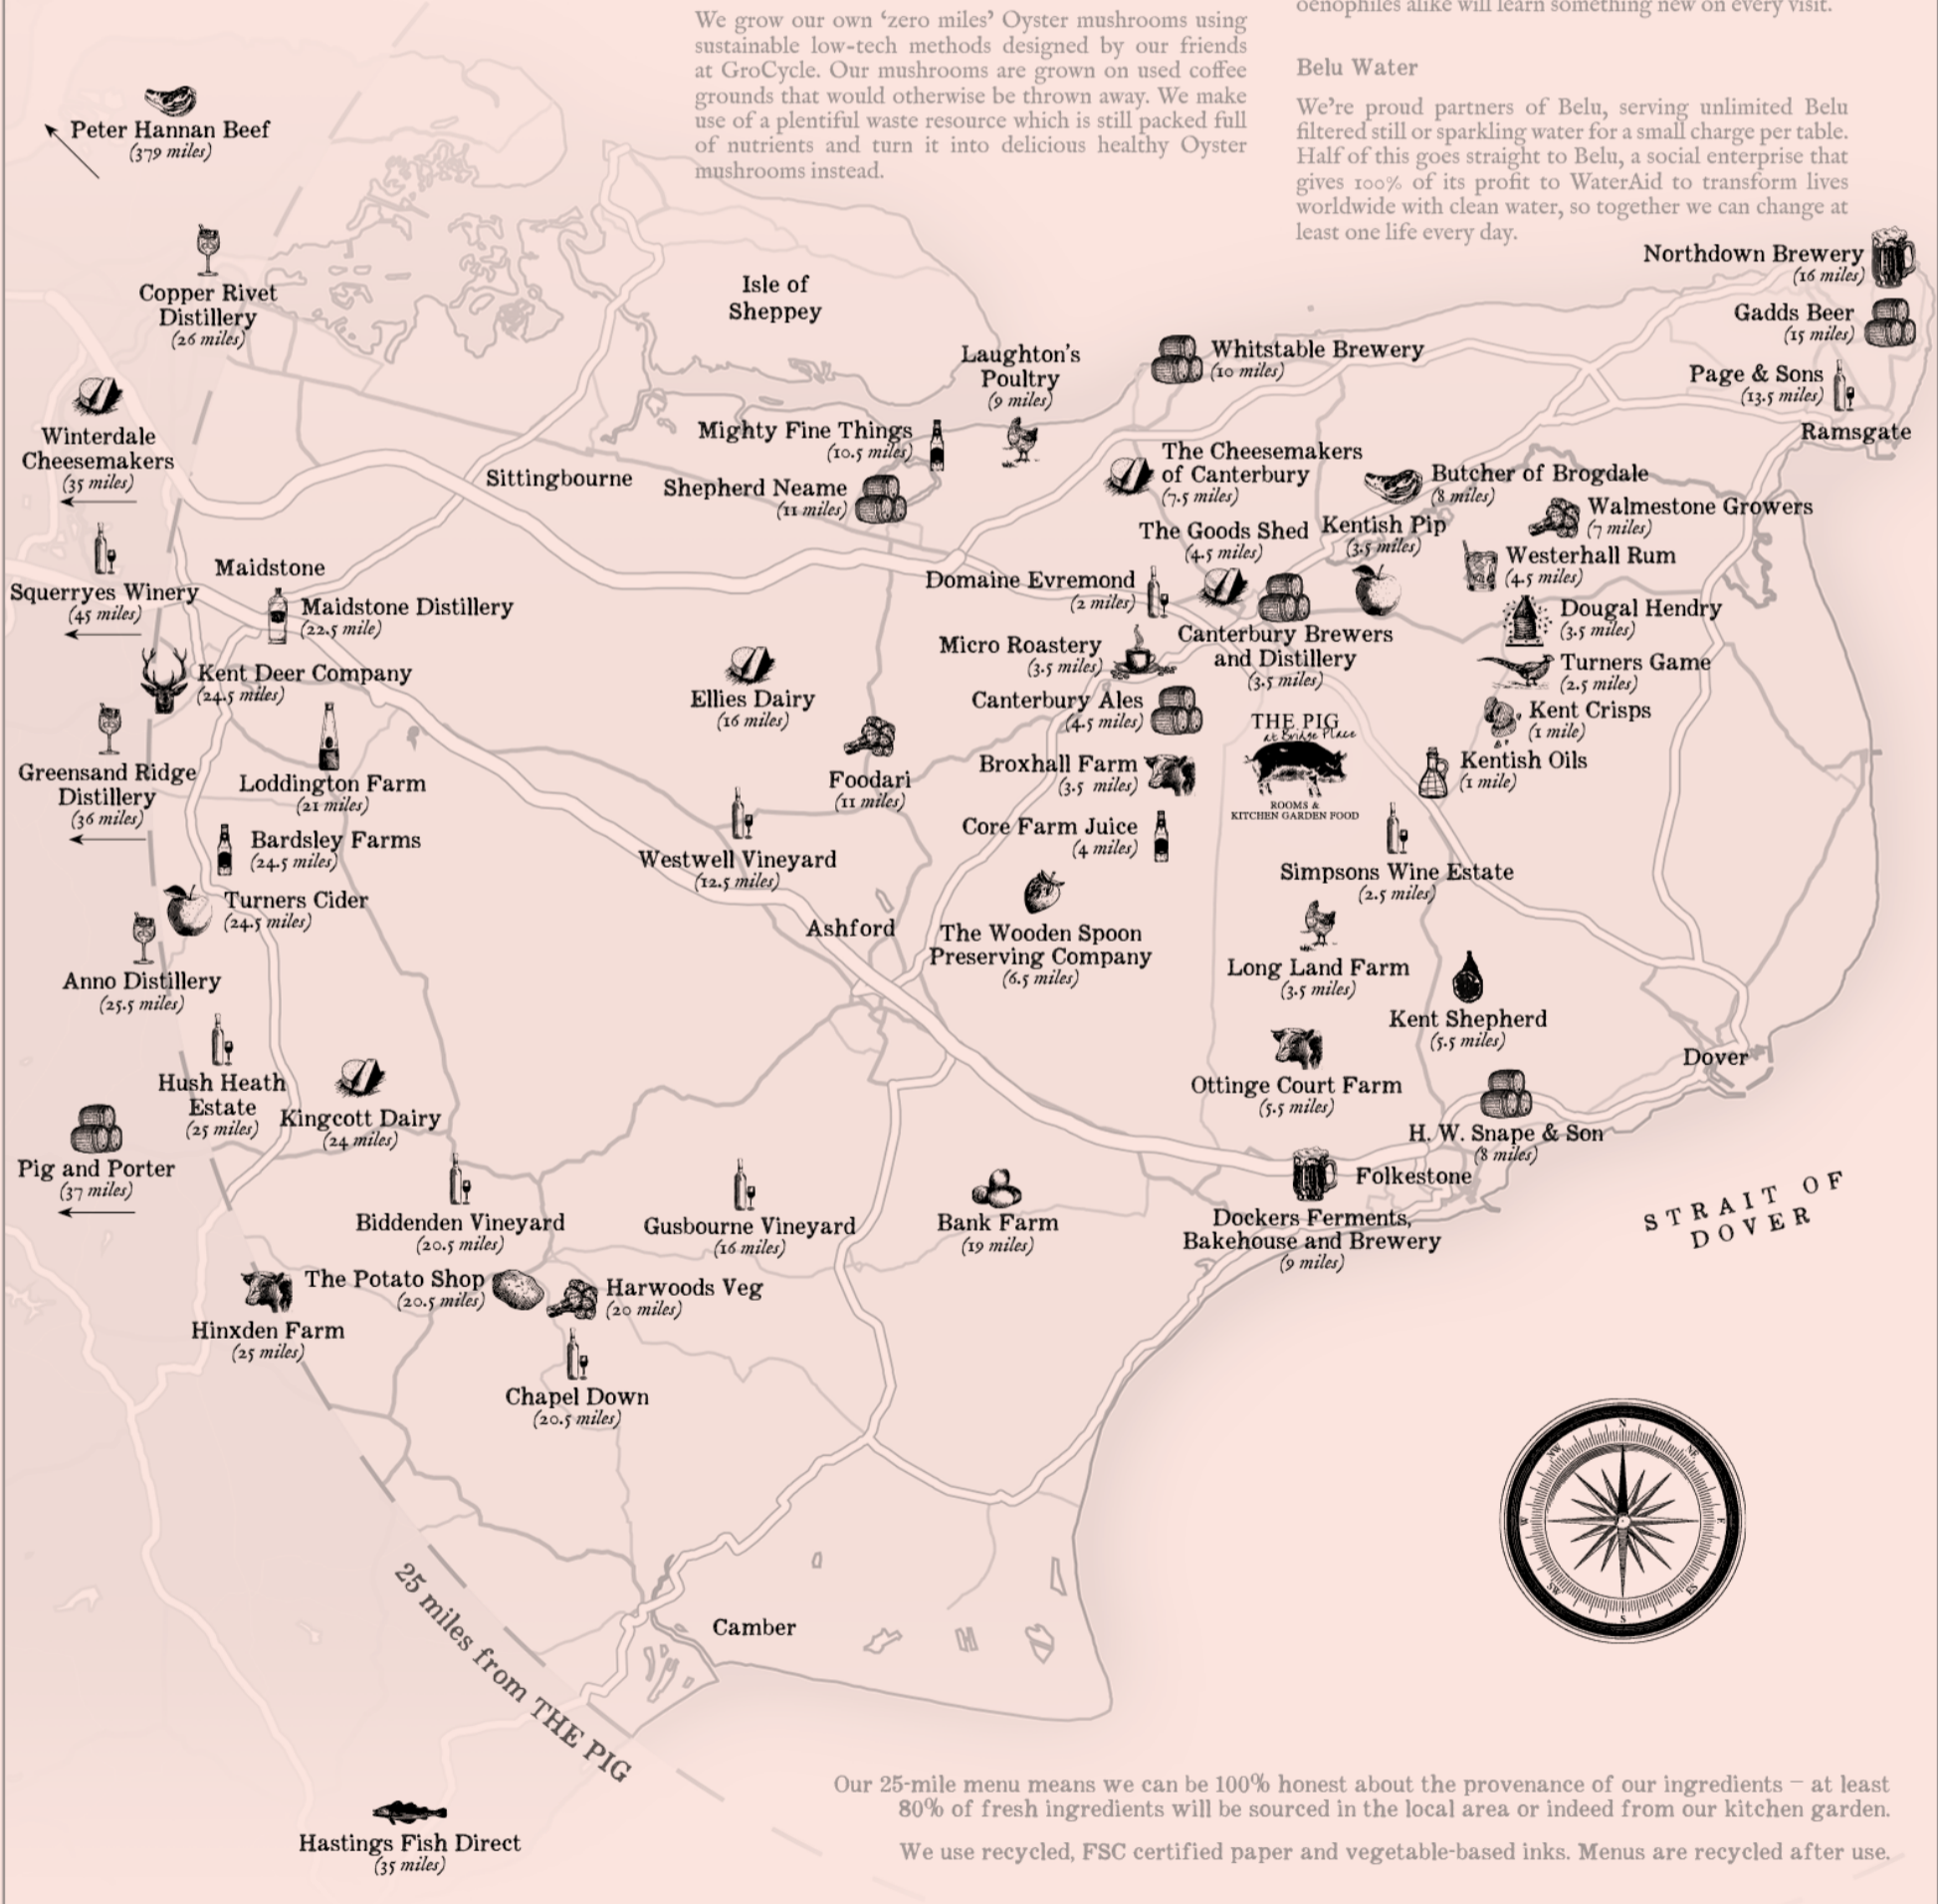 We grow our own ‘zero miles’ Oyster mushrooms using
sustainable low-tech methods designed by our friends
at GroCycle. Our mushrooms are grown on used coffee
grounds that would otherwise be thrown away. We make
use of a plentiful waste resource which is still packed full
of nutrients and turn it into delicious healthy Oyster
mushrooms instead.
oenophiles alike will learn something new on every visit.
Belu Water
We’re proud partners of Belu, serving unlimited Belu
filtered still or sparkling water for a small charge per table.
Half of this goes straight to Belu, a social enterprise that
gives 100% of its profit to WaterAid to transform lives
worldwide with clean water, so together we can change at
least one life every day.
Peter Hannan Beef
(379 miles)
Copper Rivet
Distillery
(26 miles)
Isle of
Sheppey
Northdown Brewery
(16 miles)
Gadds Beer
(15 miles)
Page & Sons
(13.5 miles)
Ramsgate
Laughton’s
Poultry
(9 miles)
Whitstable Brewery
(10 miles)
Winterdale
Cheesemakers
(35 miles)
Mighty Fine Things
(10.5 miles)
Sittingbourne
Shepherd Neame
(11 miles)
The Cheesemakers
of Canterbury
(7.5 miles)
Butcher of Brogdale
(8 miles)
Walmestone Growers
(7 miles)
The Goods Shed
(4.5 miles)
Kentish Pip
(3.5 miles)
Westerhall Rum
(4.5 miles)
Squerryes Winery
(45 miles)
Maidstone
Maidstone Distillery
(22.5 mile)
Domaine Evremond
(2 miles)
Dougal Hendry
(3.5 miles)
Micro Roastery
(3.5 miles)
Canterbury Brewers
and Distillery
(3.5 miles)
Turners Game
(2.5 miles)
Kent Deer Company
(24.5 miles)
Ellies Dairy
(16 miles)
Canterbury Ales
(4.5 miles)
THE PIG
at Bridge Place
ROOMS &
KITCHEN GARDEN FOOD
Kent Crisps
(1 mile)
Kentish Oils
(1 mile)
Greensand Ridge
Distillery
(36 miles)
Loddington Farm
(21 miles)
Foodari
(11 miles)
Broxhall Farm
(3.5 miles)
Core Farm Juice
(4 miles)
Bardsley Farms
(24.5 miles)
Westwell Vineyard
(12.5 miles)
Simpsons Wine Estate
(2.5 miles)
Turners Cider
(24.5 miles)
Ashford
The Wooden Spoon
Preserving Company
(6.5 miles)
Long Land Farm
(3.5 miles)
Anno Distillery
(25.5 miles)
Kent Shepherd
(5.5 miles)
Dover
Hush Heath
Estate
(25 miles)
Kingcott Dairy
(24 miles)
Ottinge Court Farm
(5.5 miles)
H. W. Snape & Son
(8 miles)
Pig and Porter
(37 miles)
Folkestone
Biddenden Vineyard
(20.5 miles)
Gusbourne Vineyard
(16 miles)
Bank Farm
(19 miles)
Dockers Ferments,
Bakehouse and Brewery
(9 miles)
STRAIT OF
DOVER
The Potato Shop
(20.5 miles)
Harwoods Veg
(20 miles)
Hinxden Farm
(25 miles)
Chapel Down
(20.5 miles)
N
NE
E
ES
S
SW
W
NW
25 miles from THE PIG
Camber
Hastings Fish Direct
(35 miles)
Our 25-mile menu means we can be 100% honest about the provenance of our ingredients – at least
80% of fresh ingredients will be sourced in the local area or indeed from our kitchen garden.
We use recycled, FSC certified paper and vegetable-based inks. Menus are recycled after use.